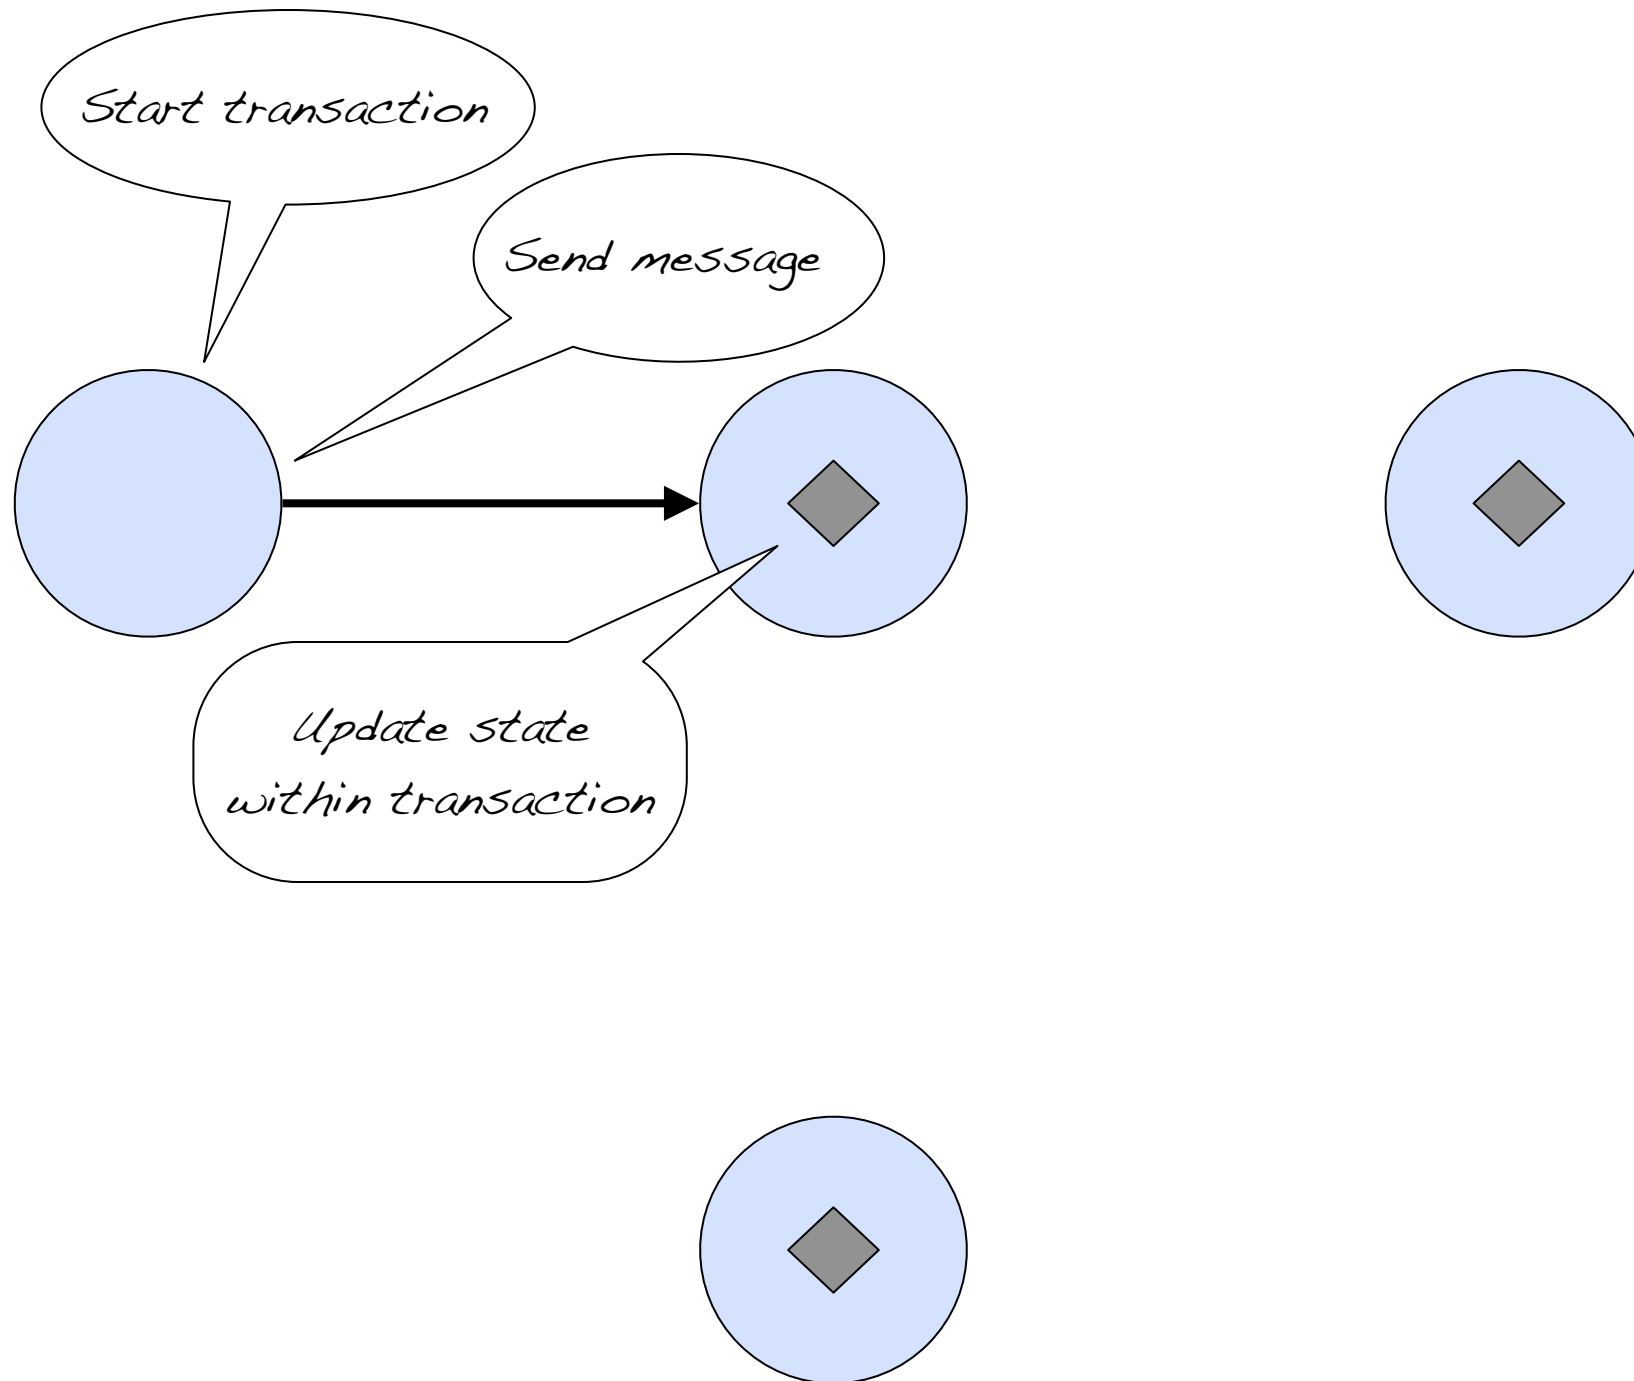 Start transaction
Send message
Update state
within transaction